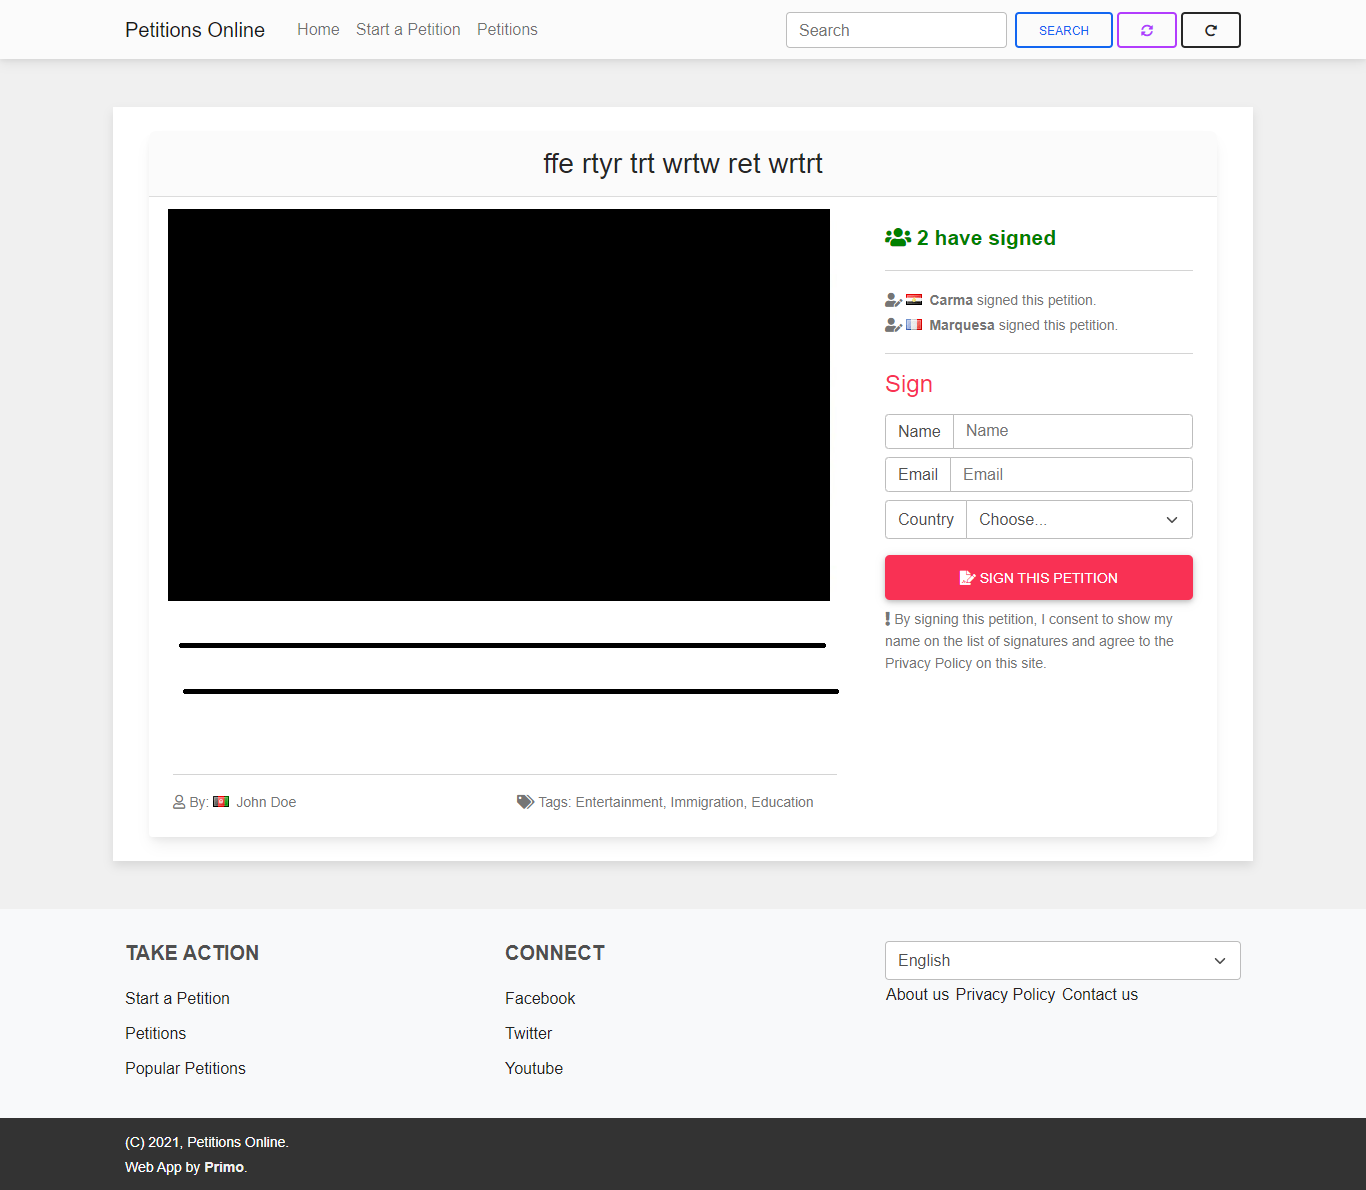 Petitions Online Home Start a Petition Petitions Search SEARCH
ffe rtyr trt wrtw ret wrtrt
2 have signed
Carma signed this petition.
Marquesa signed this petition.
Sign
Name Name
Email Email
Country Choose...
SIGN THIS PETITION
By signing this petition, I consent to show my
name on the list of signatures and agree to the
Privacy Policy on this site.
By: John Doe
Tags: Entertainment, Immigration, Education
TAKE ACTION
Start a Petition
Petitions
Popular Petitions
CONNECT
Facebook
Twitter
Youtube
English
About us Privacy Policy Contact us
(C) 2021, Petitions Online.
Web App by Primo.